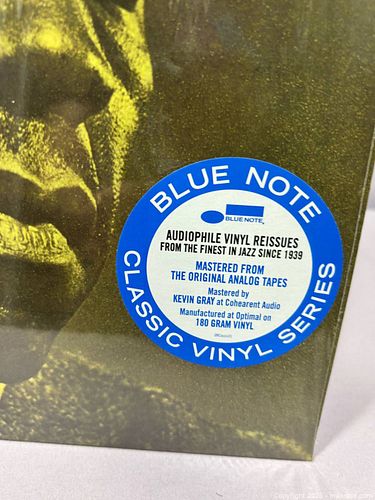 BLUE NOTE
BLUE NOTE
AUDIOPHILE VINYL REISSUES
FROM THE FINEST IN JAZZ SINCE 1939
MASTERED FROM
THE ORIGINAL ANALOG TAPES
Mastered by
KEVIN GRAY at Cohearent Audio
Manufactured at Optimal on
180 GRAM VINYL
CLASSIC VINYL SERIES